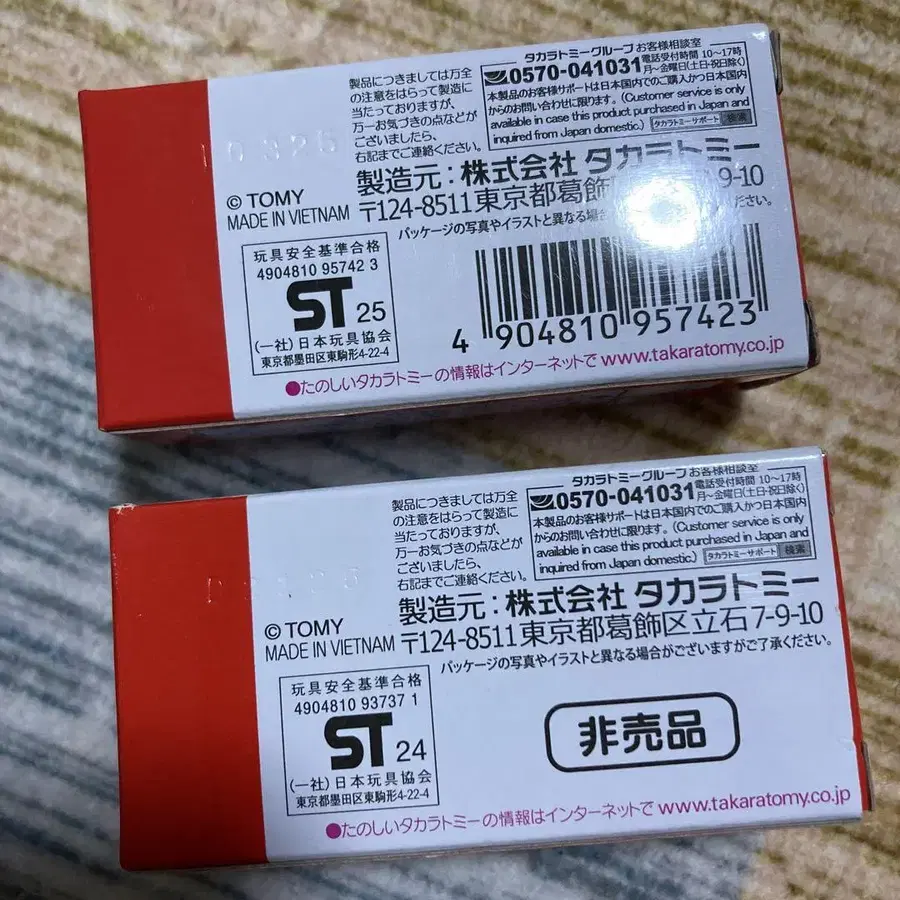 製品につきましては万全
の注意をはらって製造に
当たっておりますが、
万一お気づきの点などが
ございましたら、
右記までご連絡ください。
タカラトミーグループ お客様相談室
0570-041031 電話受付時間 10〜17時
月〜金曜日(土・日・祝日除く)
本製品のお客様サポートは日本国内でのご購入かつ日本国内
からのお問い合わせに限ります。(Customer service is only
available in case this product purchased in Japan and
inquired from Japan domestic.) タカラトミーサポート 検索
製造元：株式会社 タカラトミー
〒124-8511 東京都葛飾 9-10
パッケージの写真やイラストと異なる場合 ください。
© TOMY
MADE IN VIETNAM
玩具安全基準合格
4904810 95742 3
ST 25
(一社)日本玩具協会
東京都墨田区東駒形4-22-4
4 904810 957423
●たのしいタカラトミーの情報はインターネットで www.takaratomy.co.jp
製品につきましては万全
の注意をはらって製造に
当たっておりますが、
万一お気づきの点などが
ございましたら、
右記までご連絡ください。
タカラトミーグループ お客様相談室
0570-041031 電話受付時間 10〜17時
月〜金曜日(土・日・祝日除く)
本製品のお客様サポートは日本国内でのご購入かつ日本国内
からのお問い合わせに限ります。(Customer service is only
available in case this product purchased in Japan and
inquired from Japan domestic.) タカラトミーサポート 検索
製造元：株式会社 タカラトミー
〒124-8511 東京都葛飾区立石7-9-10
パッケージの写真やイラストと異なる場合がございますがご了承ください。
© TOMY
MADE IN VIETNAM
玩具安全基準合格
4904810 93737 1
ST 24
(一社)日本玩具協会
東京都墨田区東駒形4-22-4
非売品
●たのしいタカラトミーの情報はインターネットで www.takaratomy.co.jp